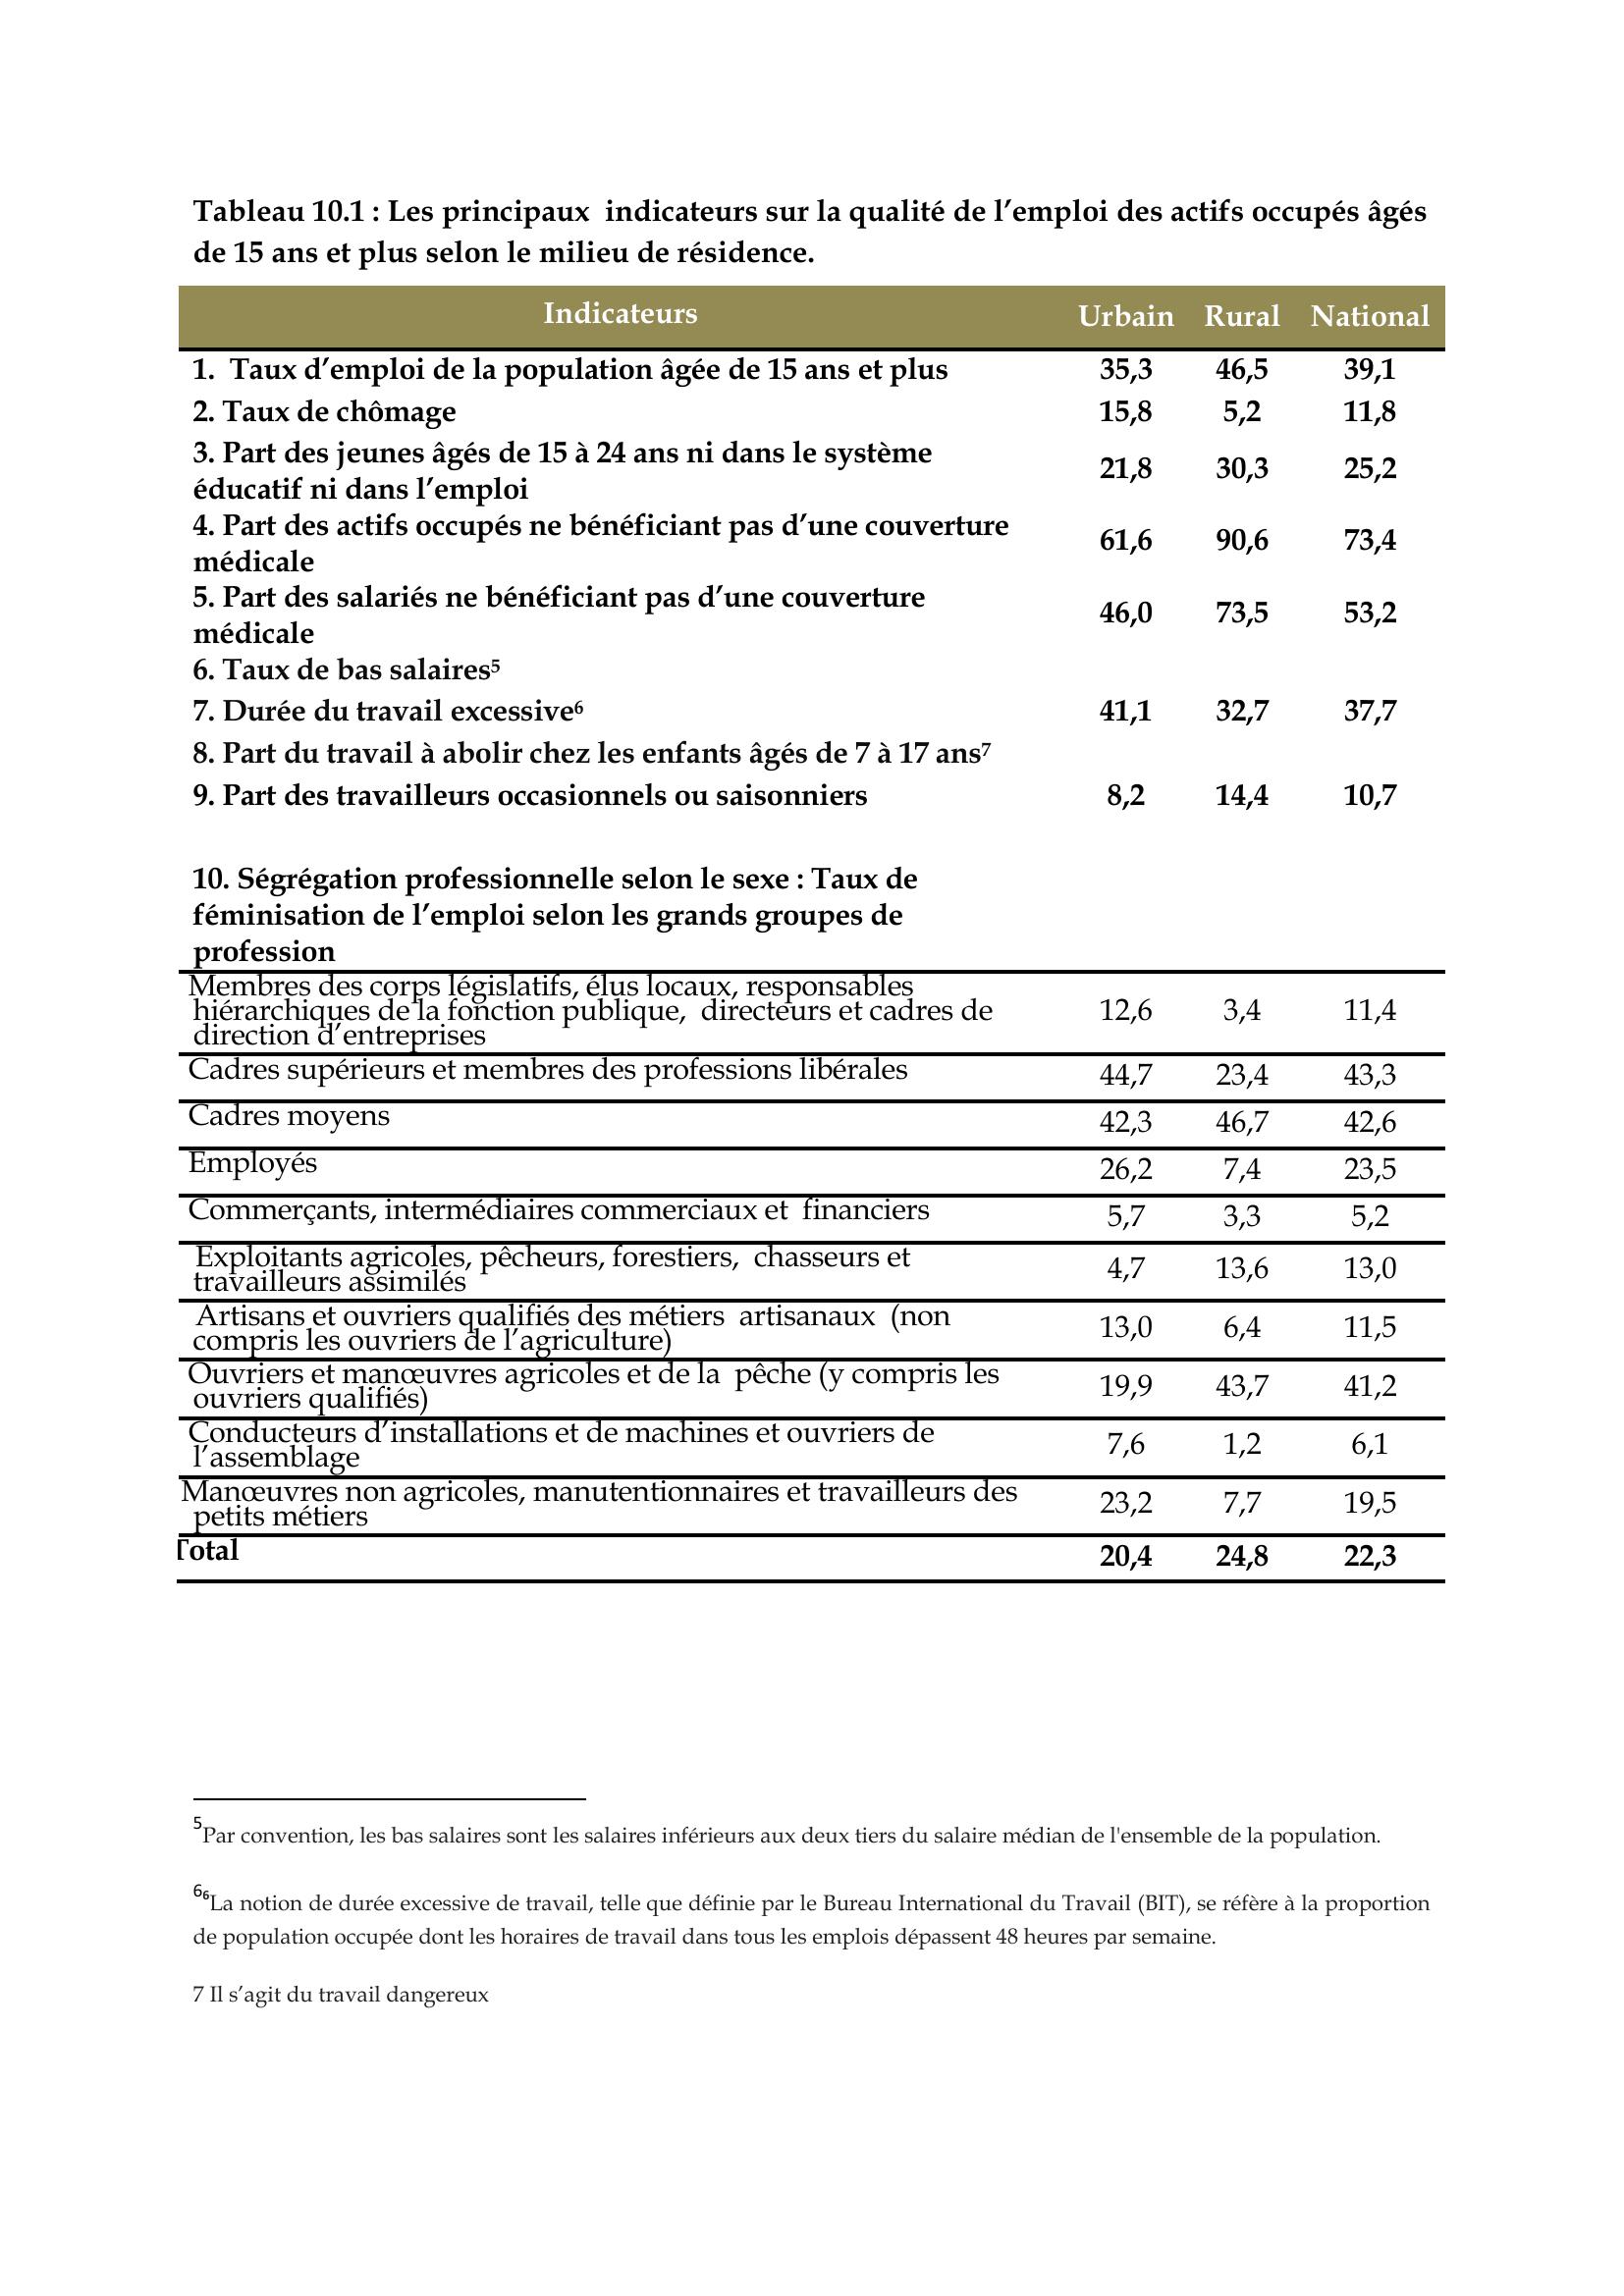 Tableau 10.1 : Les principaux indicateurs sur la qualité de l’emploi des actifs occupés âgés
de 15 ans et plus selon le milieu de résidence.
Indicateurs Urbain Rural National
1. Taux d’emploi de la population âgée de 15 ans et plus 35,3 46,5 39,1
2. Taux de chômage 15,8 5,2 11,8
3. Part des jeunes âgés de 15 à 24 ans ni dans le système
éducatif ni dans l’emploi 21,8 30,3 25,2
4. Part des actifs occupés ne bénéficiant pas d’une couverture
médicale 61,6 90,6 73,4
5. Part des salariés ne bénéficiant pas d’une couverture
médicale 46,0 73,5 53,2
6. Taux de bas salaires⁵
7. Durée du travail excessive⁶ 41,1 32,7 37,7
8. Part du travail à abolir chez les enfants âgés de 7 à 17 ans⁷
9. Part des travailleurs occasionnels ou saisonniers 8,2 14,4 10,7
10. Ségrégation professionnelle selon le sexe : Taux de
féminisation de l’emploi selon les grands groupes de
profession
Membres des corps législatifs, élus locaux, responsables
hiérarchiques de la fonction publique, directeurs et cadres de
direction d’entreprises 12,6 3,4 11,4
Cadres supérieurs et membres des professions libérales 44,7 23,4 43,3
Cadres moyens 42,3 46,7 42,6
Employés 26,2 7,4 23,5
Commerçants, intermédiaires commerciaux et financiers 5,7 3,3 5,2
Exploitants agricoles, pêcheurs, forestiers, chasseurs et
travailleurs assimilés 4,7 13,6 13,0
Artisans et ouvriers qualifiés des métiers artisanaux (non
compris les ouvriers de l’agriculture) 13,0 6,4 11,5
Ouvriers et manœuvres agricoles et de la pêche (y compris les
ouvriers qualifiés) 19,9 43,7 41,2
Conducteurs d’installations et de machines et ouvriers de
l’assemblage 7,6 1,2 6,1
Manœuvres non agricoles, manutentionnaires et travailleurs des
petits métiers 23,2 7,7 19,5
Total 20,4 24,8 22,3
⁵Par convention, les bas salaires sont les salaires inférieurs aux deux tiers du salaire médian de l'ensemble de la population.
⁶⁶La notion de durée excessive de travail, telle que définie par le Bureau International du Travail (BIT), se réfère à la proportion
de population occupée dont les horaires de travail dans tous les emplois dépassent 48 heures par semaine.
7 Il s’agit du travail dangereux